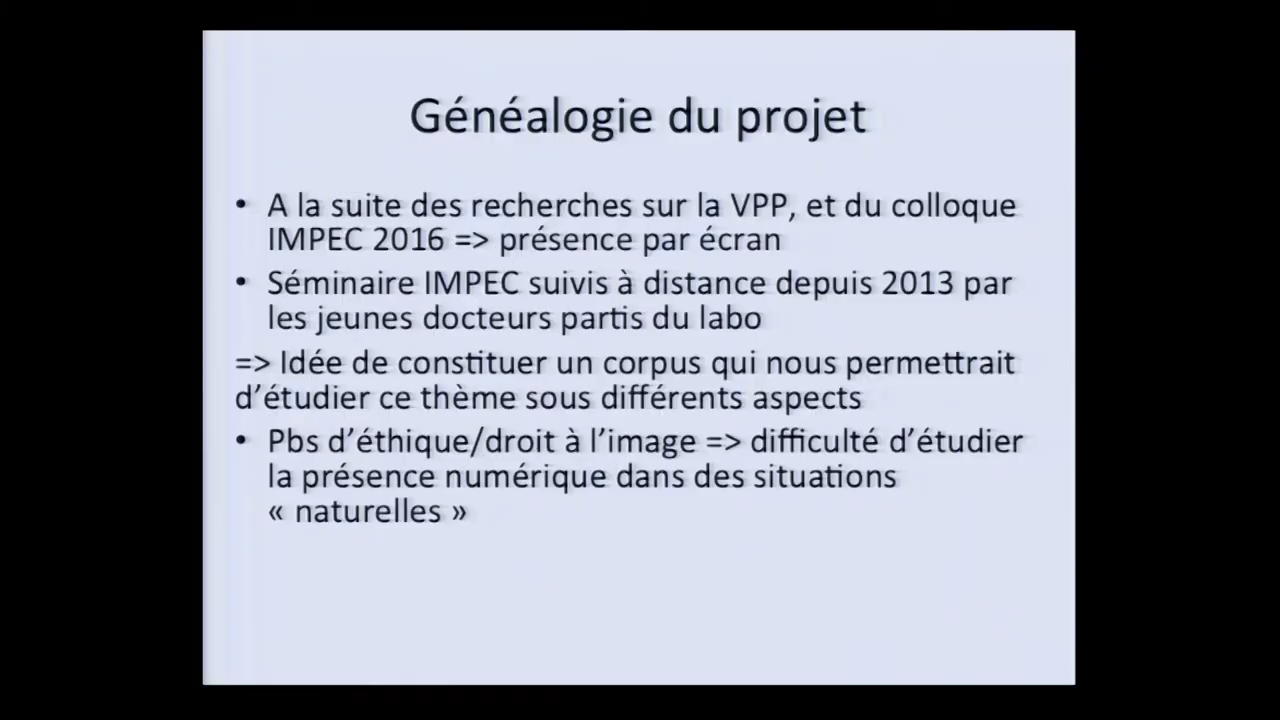 Généalogie du projet
• A la suite des recherches sur la VPP, et du colloque
IMPEC 2016 => présence par écran
• Séminaire IMPEC suivis à distance depuis 2013 par
les jeunes docteurs partis du labo
=> Idée de constituer un corpus qui nous permettrait
d’étudier ce thème sous différents aspects
• Pbs d’éthique/droit à l’image => difficulté d’étudier
la présence numérique dans des situations
« naturelles »